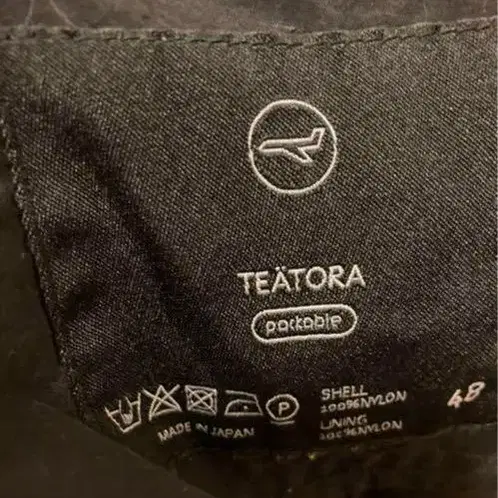 TEÄTORA
packable
P
SHELL
100%NYLON
LINING
100%NYLON
48
MADE IN JAPAN